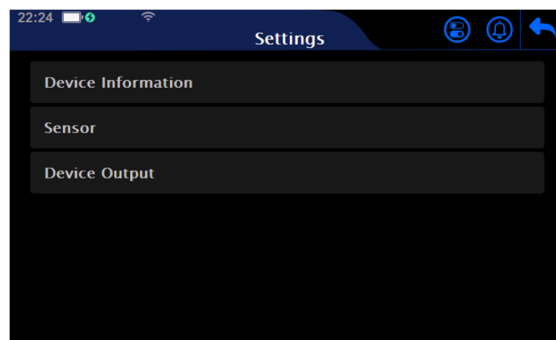 22:24
Settings
Device Information
Sensor
Device Output